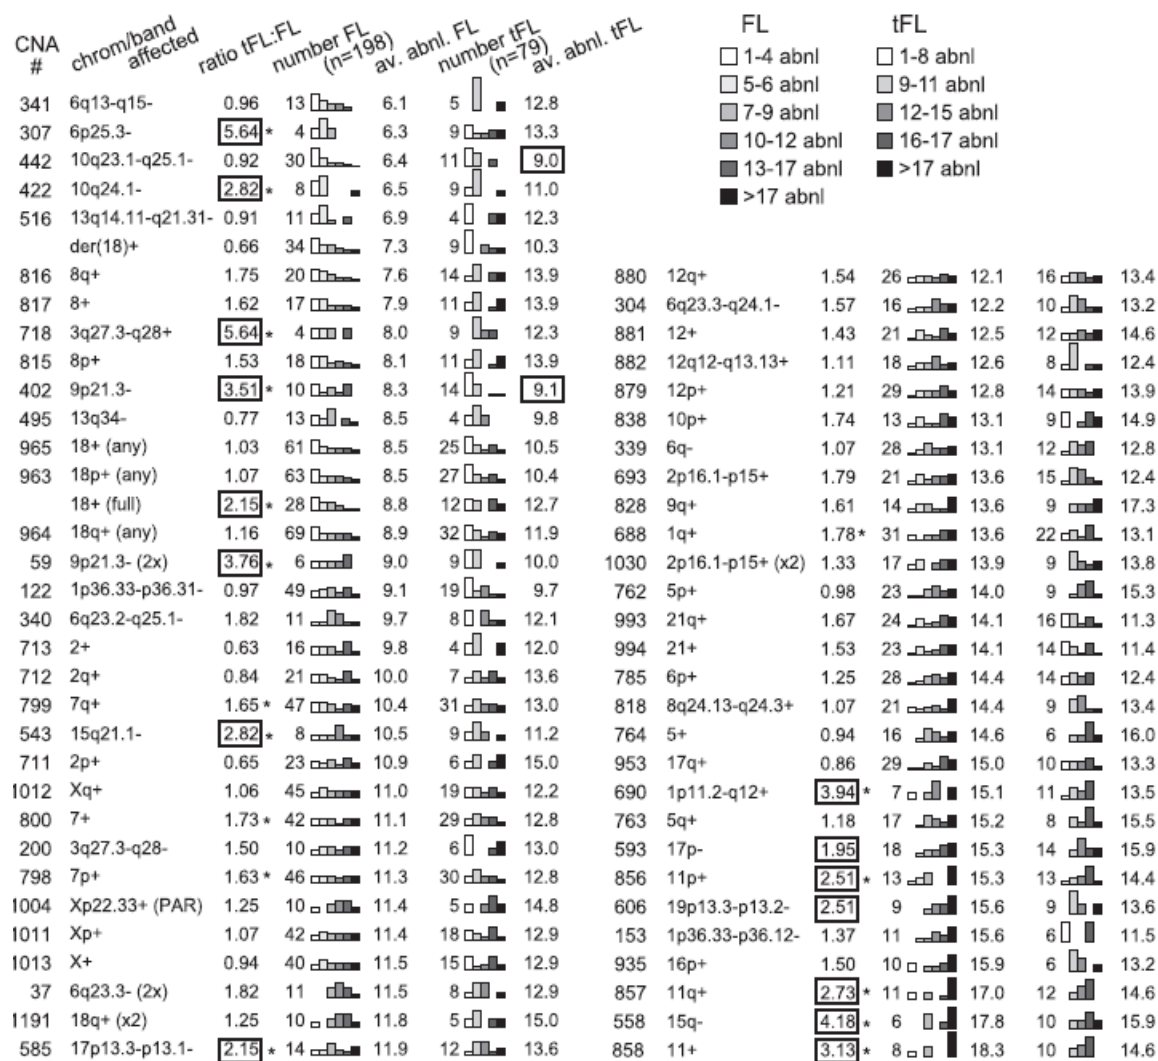 CNA # chrom/band affected ratio tFL:FL number FL (n=198) av. abnl. FL number tFL (n=79) av. abnl. tFL
FL tFL
1-4 abnl 1-8 abnl
5-6 abnl 9-11 abnl
7-9 abnl 12-15 abnl
10-12 abnl 16-17 abnl
13-17 abnl >17 abnl
>17 abnl
341 6q13-q15- 0.96 13 6.1 5 12.8
307 6p25.3- 5.64 * 4 6.3 9 13.3
442 10q23.1-q25.1- 0.92 30 6.4 11 9.0
422 10q24.1- 2.82 * 8 6.5 9 11.0
516 13q14.11-q21.31- 0.91 11 6.9 4 12.3
der(18)+ 0.66 34 7.3 9 10.3
816 8q+ 1.75 20 7.6 14 13.9
817 8+ 1.62 17 7.9 11 13.9
718 3q27.3-q28+ 5.64 * 4 8.0 9 12.3
815 8p+ 1.53 18 8.1 11 13.9
402 9p21.3- 3.51 * 10 8.3 14 9.1
495 13q34- 0.77 13 8.5 4 9.8
965 18+ (any) 1.03 61 8.5 25 10.5
963 18p+ (any) 1.07 63 8.5 27 10.4
18+ (full) 2.15 * 28 8.8 12 12.7
964 18q+ (any) 1.16 69 8.9 32 11.9
59 9p21.3- (2x) 3.76 * 6 9.0 9 10.0
122 1p36.33-p36.31- 0.97 49 9.1 19 9.7
340 6q23.2-q25.1- 1.82 11 9.7 8 12.1
713 2+ 0.63 16 9.8 4 12.0
712 2q+ 0.84 21 10.0 7 13.6
799 7q+ 1.65 * 47 10.4 31 13.0
543 15q21.1- 2.82 * 8 10.5 9 11.2
711 2p+ 0.65 23 10.9 6 15.0
1012 Xq+ 1.06 45 11.0 19 12.2
800 7+ 1.73 * 42 11.1 29 12.8
200 3q27.3-q28- 1.50 10 11.2 6 13.0
798 7p+ 1.63 * 46 11.3 30 12.8
1004 Xp22.33+ (PAR) 1.25 10 11.4 5 14.8
1011 Xp+ 1.07 42 11.4 18 12.9
1013 X+ 0.94 40 11.5 15 12.9
37 6q23.3- (2x) 1.82 11 11.5 8 12.9
1191 18q+ (x2) 1.25 10 11.8 5 15.0
585 17p13.3-p13.1- 2.15 * 14 11.9 12 13.6
880 12q+ 1.54 26 12.1 16 13.4
304 6q23.3-q24.1- 1.57 16 12.2 10 13.2
881 12+ 1.43 21 12.5 12 14.6
882 12q12-q13.13+ 1.11 18 12.6 8 12.4
879 12p+ 1.21 29 12.8 14 13.9
838 10p+ 1.74 13 13.1 9 14.9
339 6q- 1.07 28 13.1 12 12.8
693 2p16.1-p15+ 1.79 21 13.6 15 12.4
828 9q+ 1.61 14 13.6 9 17.3
688 1q+ 1.78 * 31 13.6 22 13.1
1030 2p16.1-p15+ (x2) 1.33 17 13.9 9 13.8
762 5p+ 0.98 23 14.0 9 15.3
993 21q+ 1.67 24 14.1 16 11.3
994 21+ 1.53 23 14.1 14 11.4
785 6p+ 1.25 28 14.4 14 12.4
818 8q24.13-q24.3+ 1.07 21 14.4 9 13.4
764 5+ 0.94 16 14.6 6 16.0
953 17q+ 0.86 29 15.0 10 13.3
690 1p11.2-q12+ 3.94 * 7 15.1 11 13.5
763 5q+ 1.18 17 15.2 8 15.5
593 17p- 1.95 18 15.3 14 15.9
856 11p+ 2.51 * 13 15.3 13 14.4
606 19p13.3-p13.2- 2.51 9 15.6 9 13.6
153 1p36.33-p36.12- 1.37 11 15.6 6 11.5
935 16p+ 1.50 10 15.9 6 13.2
857 11q+ 2.73 * 11 17.0 12 14.6
558 15q- 4.18 * 6 17.8 10 15.9
858 11+ 3.13 * 8 18.3 10 14.6